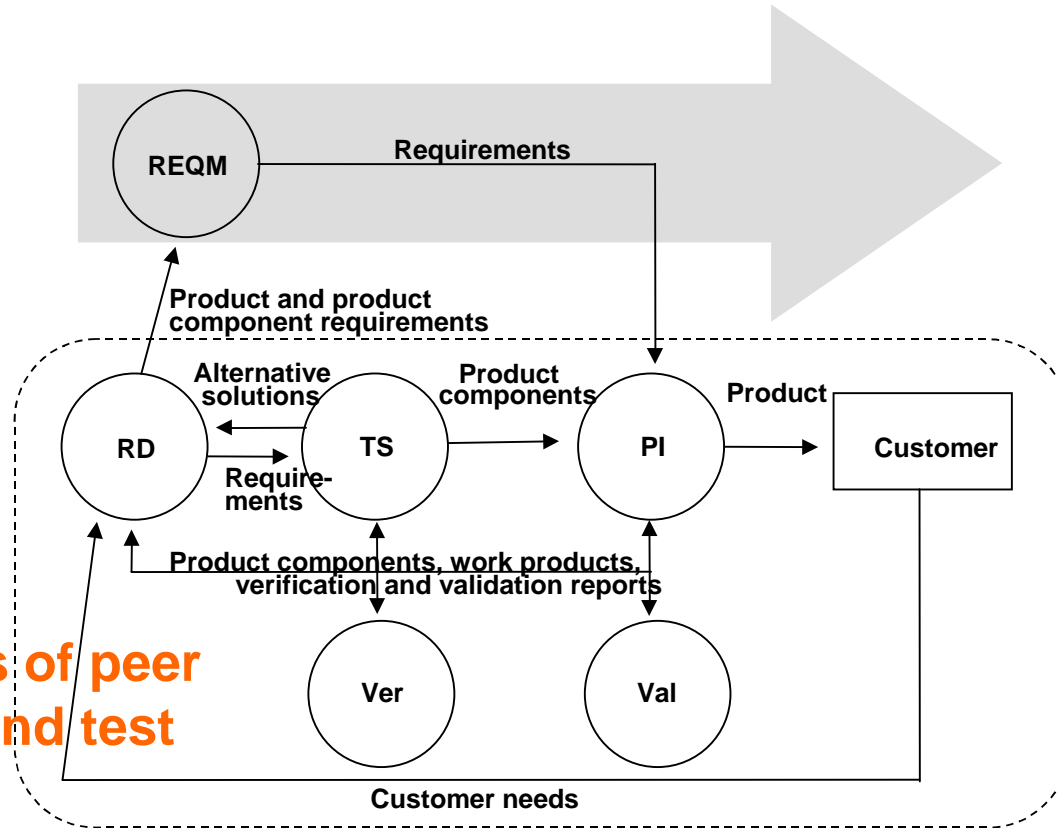 REQM
Requirements
Product and product
component requirements
Alternative
solutions
Product
components
Product
RD
TS
PI
Customer
Require-
ments
Product components, work products,
verification and validation reports
of peer
test
Ver
Val
Customer needs